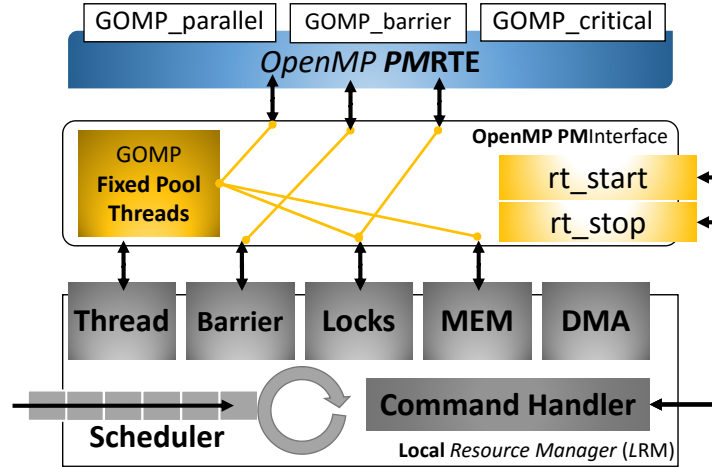 GOMP_parallel
GOMP_barrier
GOMP_critical
OpenMP PMRTE
OpenMP PMInterface
GOMP
Fixed Pool
Threads
rt_start
rt_stop
Thread
Barrier
Locks
MEM
DMA
Scheduler
Command Handler
Local Resource Manager (LRM)